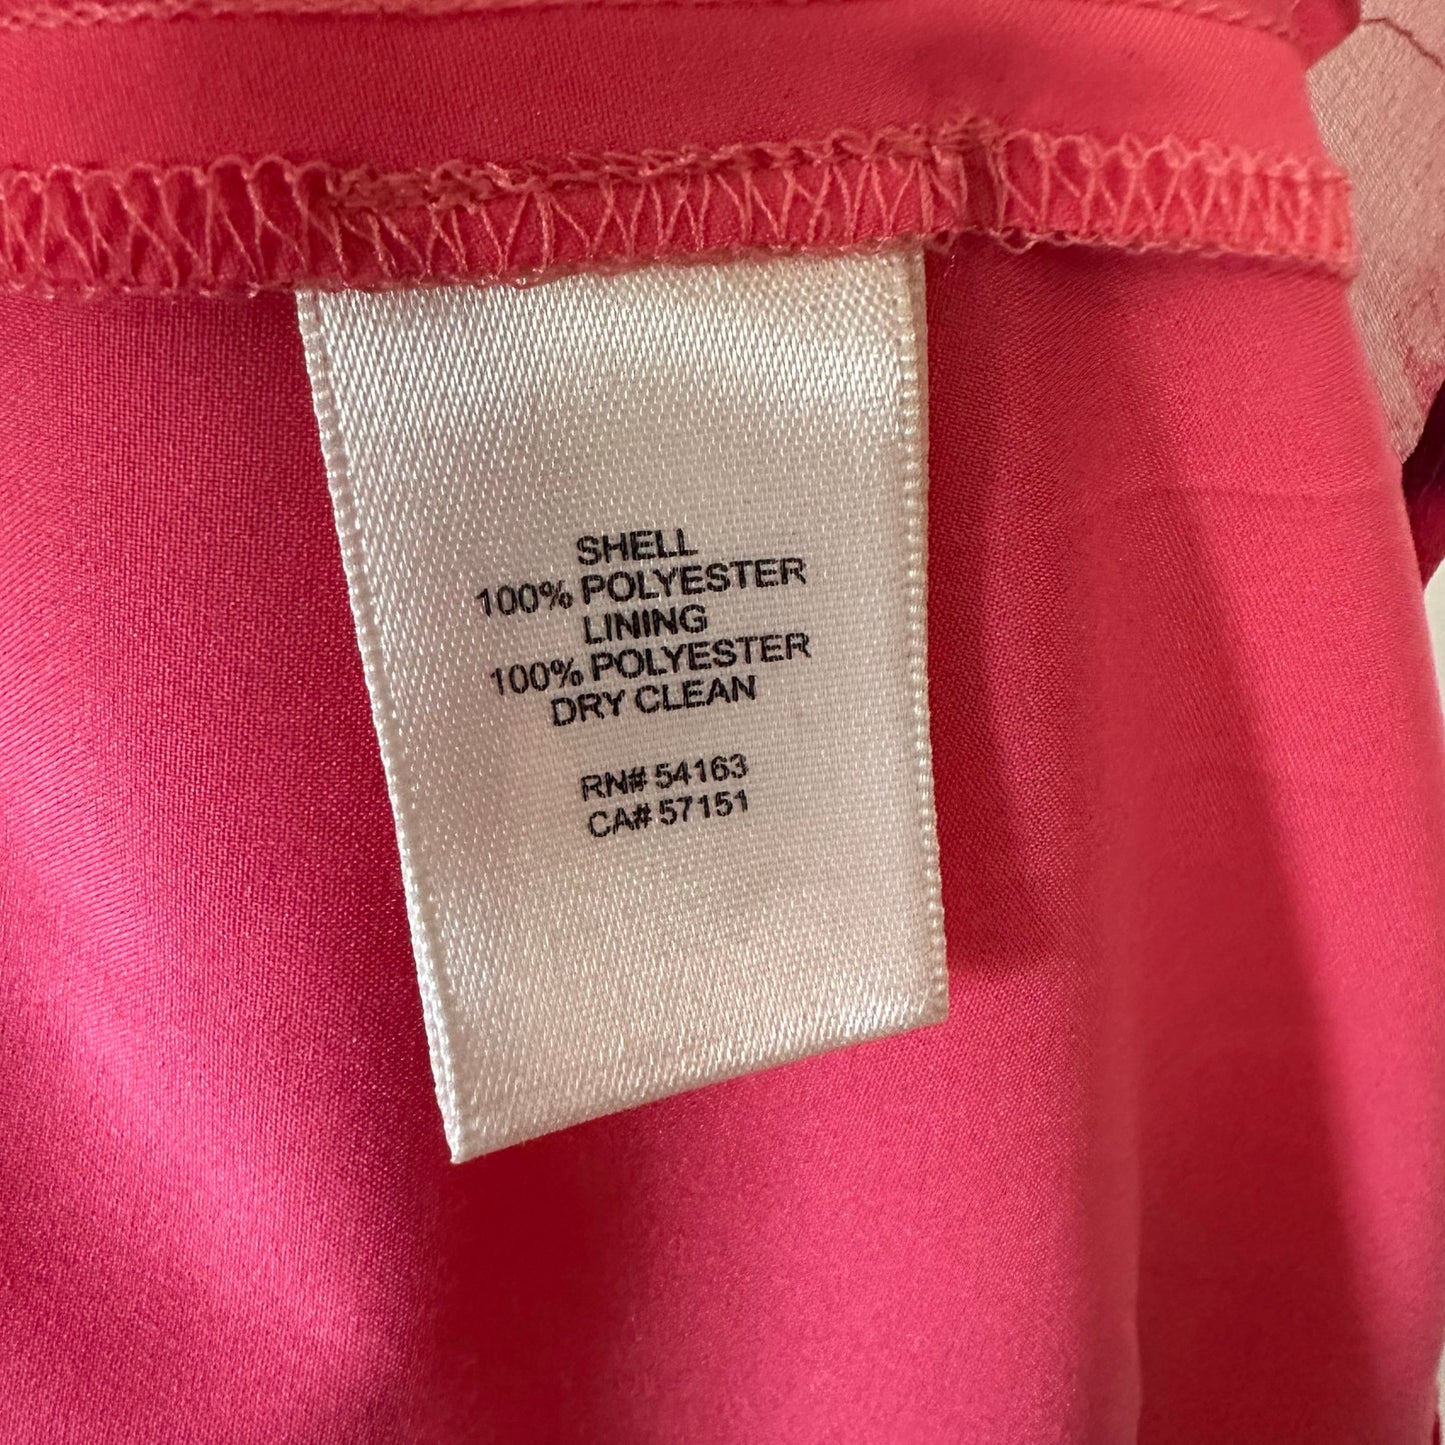 SHELL
100% POLYESTER
LINING
100% POLYESTER
DRY CLEAN
RN# 54163
CA# 57151